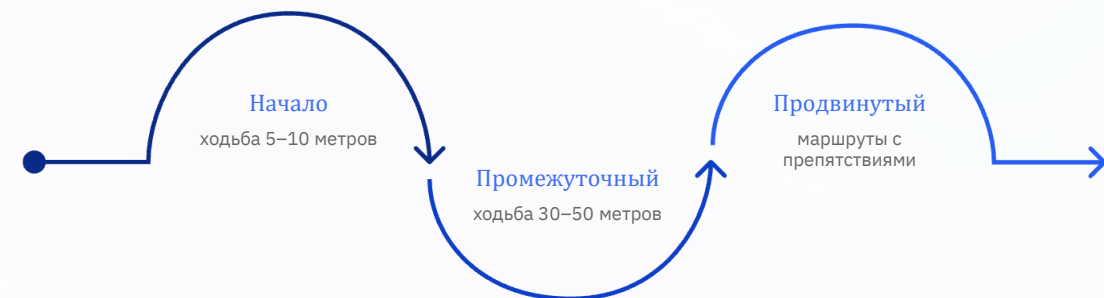 Начало
ходьба 5–10 метров
Промежуточный
ходьба 30–50 метров
Продвинутый
маршруты с
препятствиями